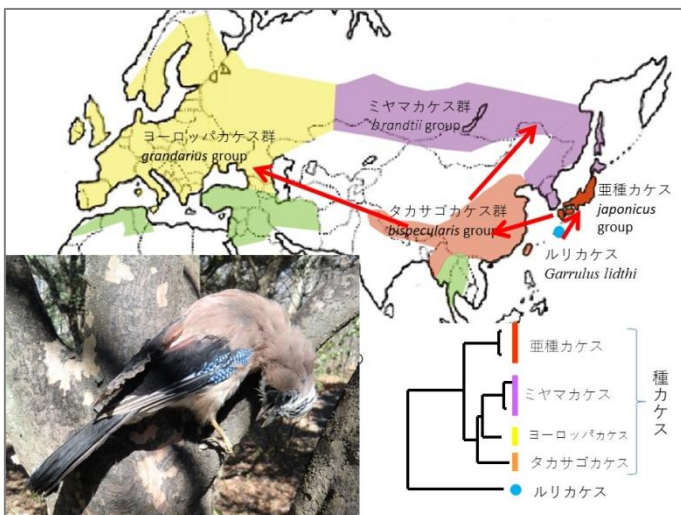 ミヤマカケス群
brandtii group
ヨーロッパカケス群
grandarius group
タカサゴカケス群
bispecularis group
亜種カケス
japonicus
group
ルリカケス
Garrulus lidthi
亜種カケス
ミヤマカケス
ヨーロッパカケス
タカサゴカケス
ルリカケス
種カケス